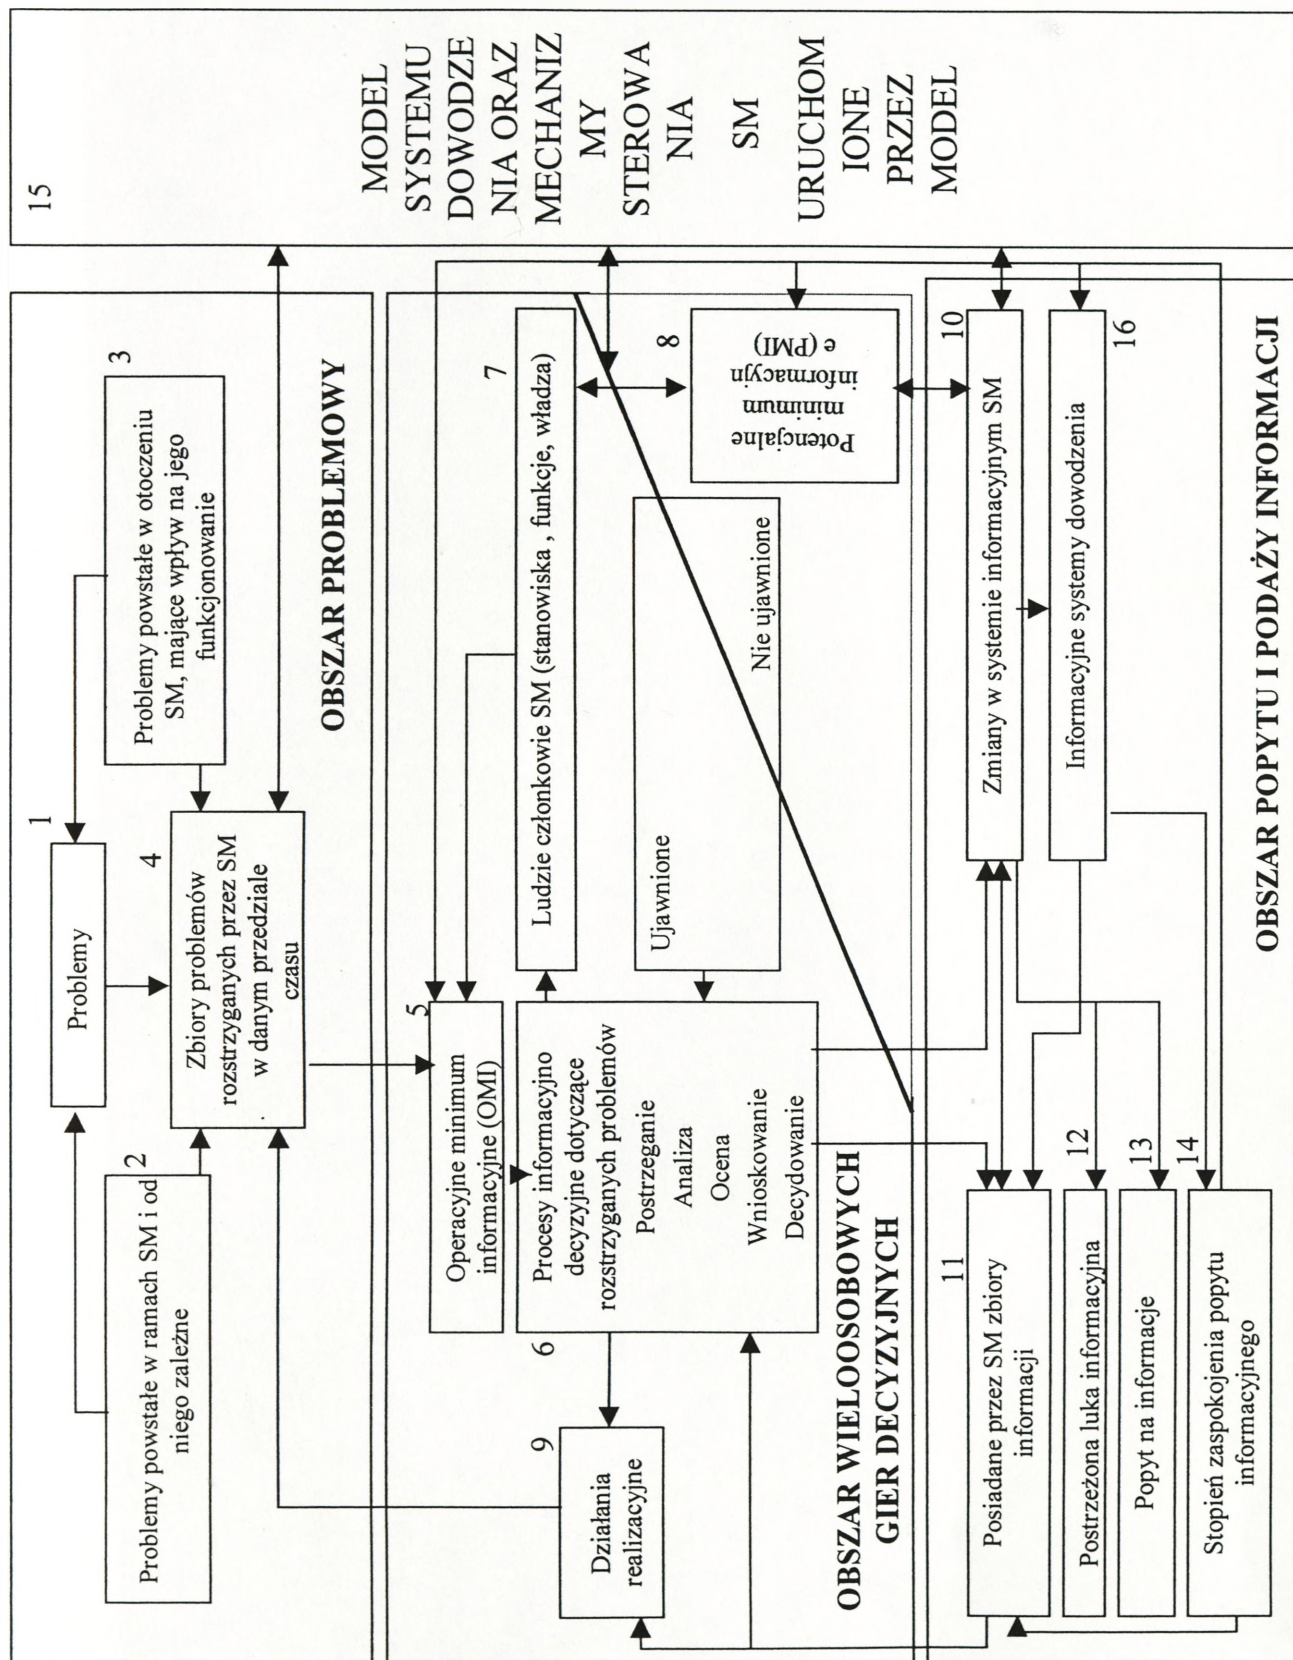 15
MODEL
SYSTEMU
DOWODZE
NIA ORAZ
MECHANIZ
MY
STEROWA
NIA
SM
URUCHOM
IONE
PRZEZ
MODEL
1
Problemy
2
Problemy powstałe w ramach SM i od
niego zależne
3
Problemy powstałe w otoczeniu
SM, mające wpływ na jego
funkcjonowanie
4
Zbiory problemów
rozstrzyganych przez SM
w danym przedziale
czasu
OBSZAR PROBLEMOWY
5
Operacyjne minimum
informacyjne (OMI)
6
Procesy informacyjno
decyzyjne dotyczące
rozstrzyganych problemów
Postrzeganie
Analiza
Ocena
Wnioskowanie
Decydowanie
7
Ludzie członkowie SM (stanowiska , funkcje, władza)
Ujawnione
Nie ujawnione
8
Potencjalne
minimum
informacyjn
e (PMI)
9
Działania
realizacyjne
OBSZAR WIELOOSOBOWYCH
GIER DECYZYJNYCH
10
Zmiany w systemie informacyjnym SM
16
Informacyjne systemy dowodzenia
11
Posiadane przez SM zbiory
informacji
12
Postrzeżona luka informacyjna
13
Popyt na informacje
14
Stopień zaspokojenia popytu
informacyjnego
OBSZAR POPYTU I PODAŻY INFORMACJI